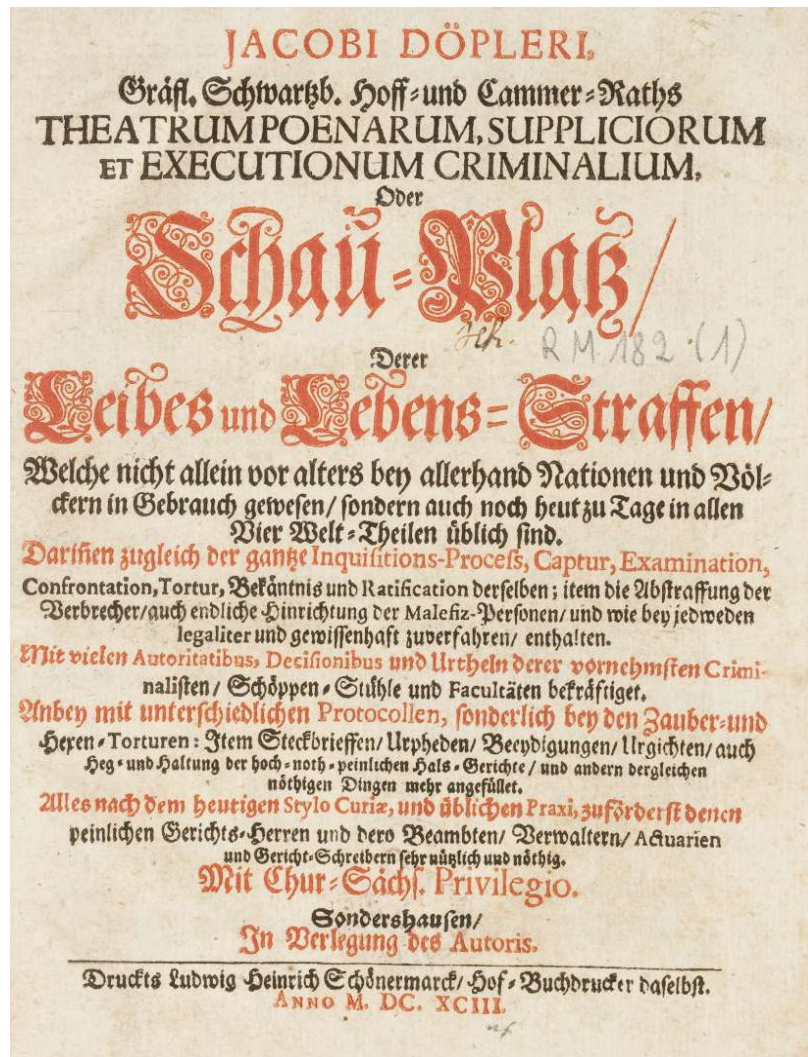 JACOBI DÖPLERI,
Gräfl. Schwartzb. Hoff-und Cammer-Raths
THEATRUM POENARUM, SUPPLICIORUM
ET EXECUTIONUM CRIMINALIUM,
Oder
Schau-Platz/
RM 182 (1)
Derer
Leibes und Lebens-Straffen/
Welche nicht allein vor alters bey allerhand Nationen und Völ-
ckern in Gebrauch gewesen/ sondern auch noch heut zu Tage in allen
Vier Welt-Theilen üblich sind.
Darinen zugleich der gantze Inquisitions-Process, Captur, Examination,
Confrontation, Tortur, Bekäntnis und Ratification derselben; item die Abstraffung der
Verbrecher/auch endliche Hinrichtung der Malefiz-Personen/ und wie bey jedweden
legaliter und gewissenhaft zuverfahren/ enthalten.
Mit vielen Autoritatibus, Decisionibus und Urtheln derer vornehmsten Crimi-
nalisten/ Schöppen-Stühle und Facultäten bekräftiget.
Anbey mit unterschiedlichen Protocollen, sonderlich bey den Zauber-und
Hexen-Torturen: Item Steckbrieffen/ Urpheden/ Beeydigungen/ Urgichten/ auch
Heg-und Haltung der hoch-noth-peinlichen Hals-Gerichte/ und andern dergleichen
nöthigen Dingen mehr angefüllet.
Alles nach dem heutigen Stylo Curiæ, und üblichen Praxi, zuförderst denen
peinlichen Gerichts-Herren und dero Beambten/ Verwaltern/ Actuarien
und Gericht-Schreibern sehr nützlich und nöthig.
Mit Chur-Sächs. Privilegio.
Sondershausen/
In Verlegung des Autoris.
Druckts Ludwig Heinrich Schönermarck/ Hof-Buchdrucker daselbst.
ANNO M. DC. XCIII.